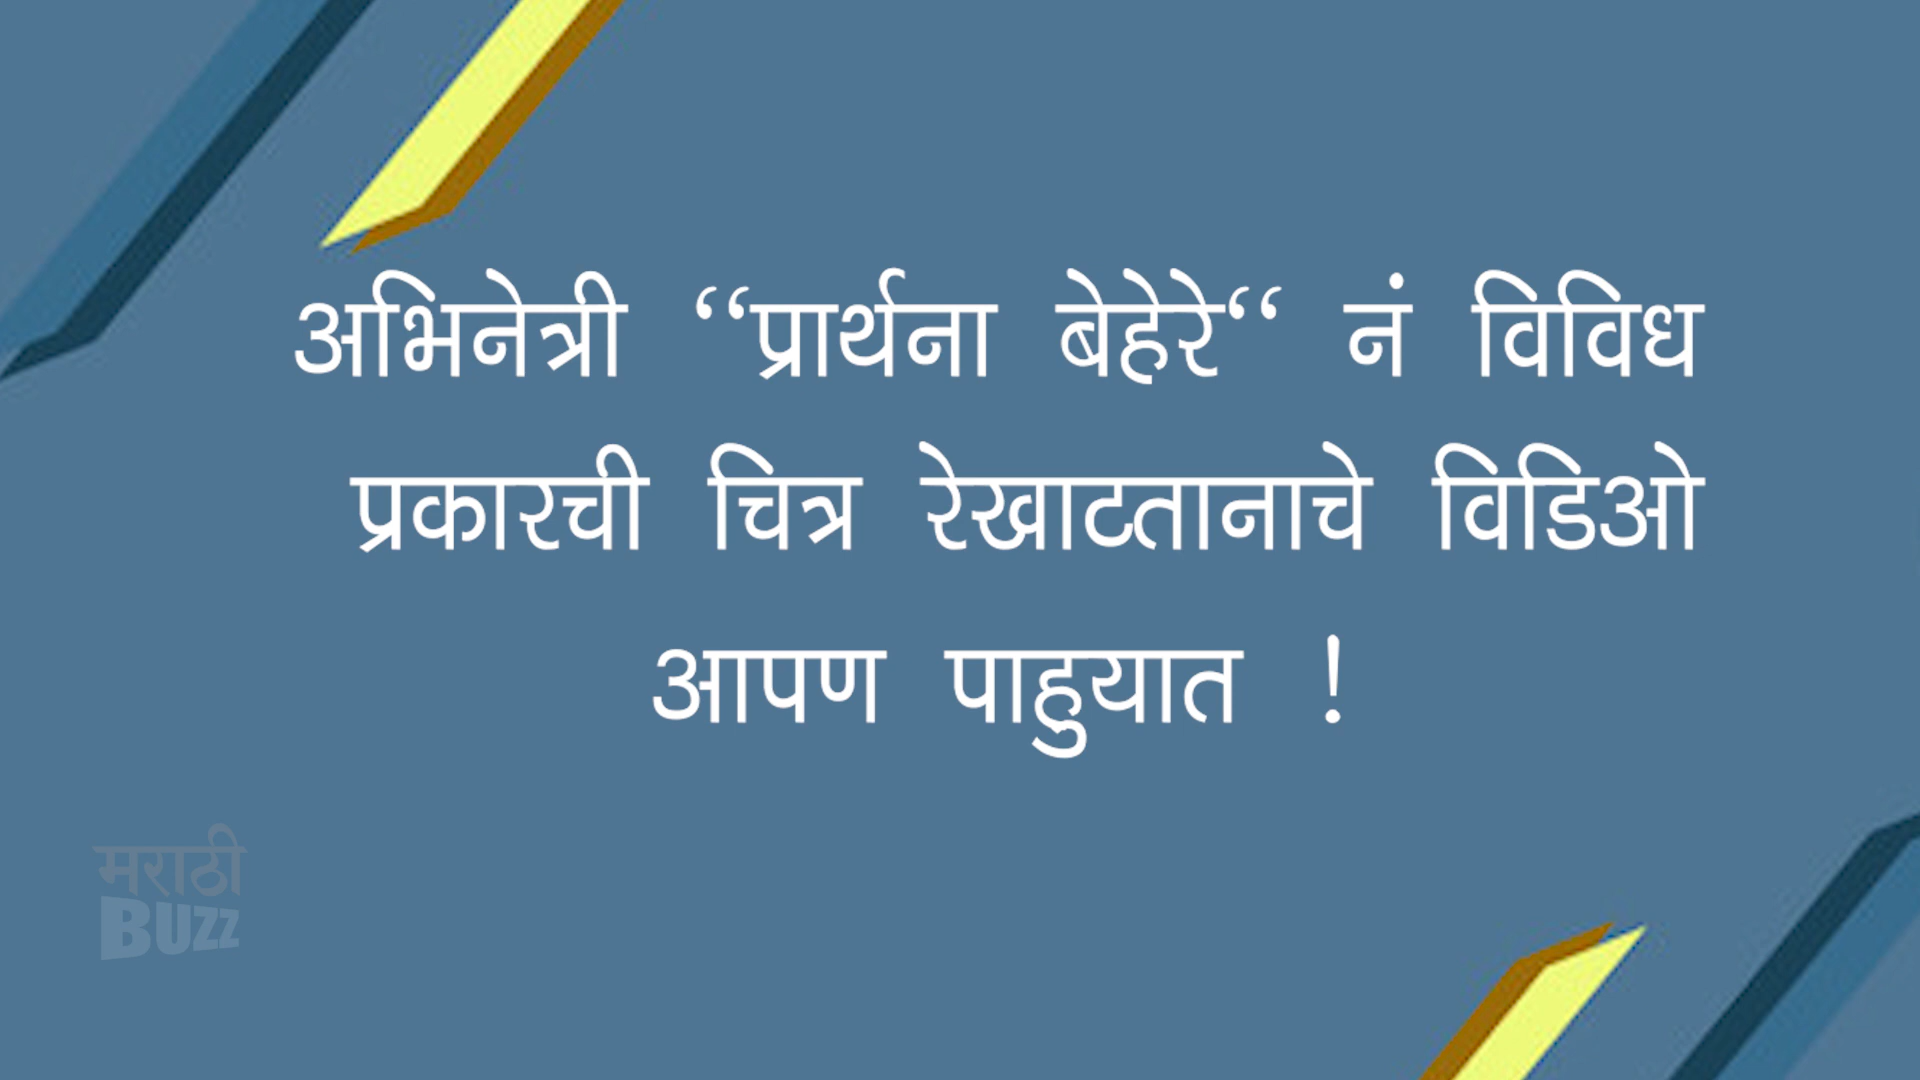 अभिनेत्री “प्रार्थना बेहेरे“ नं विविध
प्रकारची चित्र रेखाटतानाचे विडिओ
आपण पाहुयात !
मराठी
BUZZ